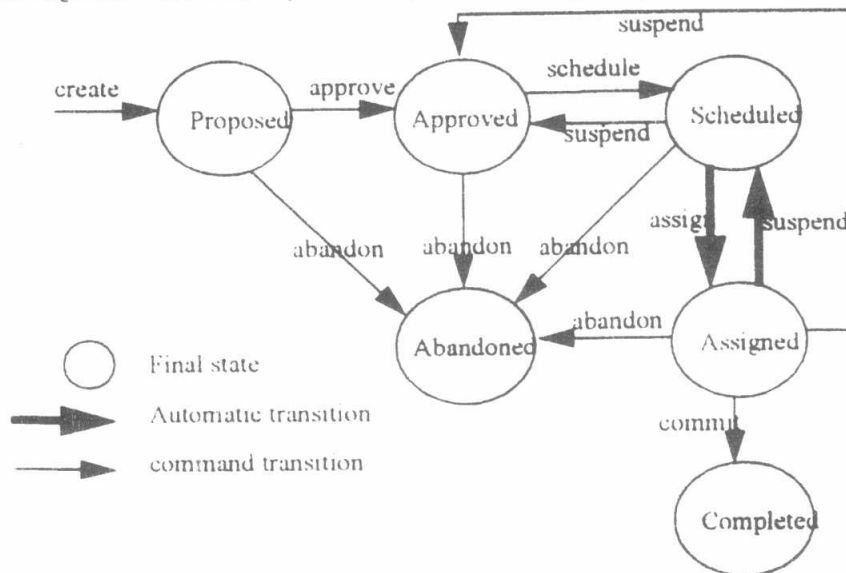 suspend
create
approve
schedule
Proposed
Approved
Scheduled
suspend
assign
suspend
abandon
abandon
abandon
abandon
Abandoned
Assigned
Final state
Automatic transition
commit
command transition
Completed